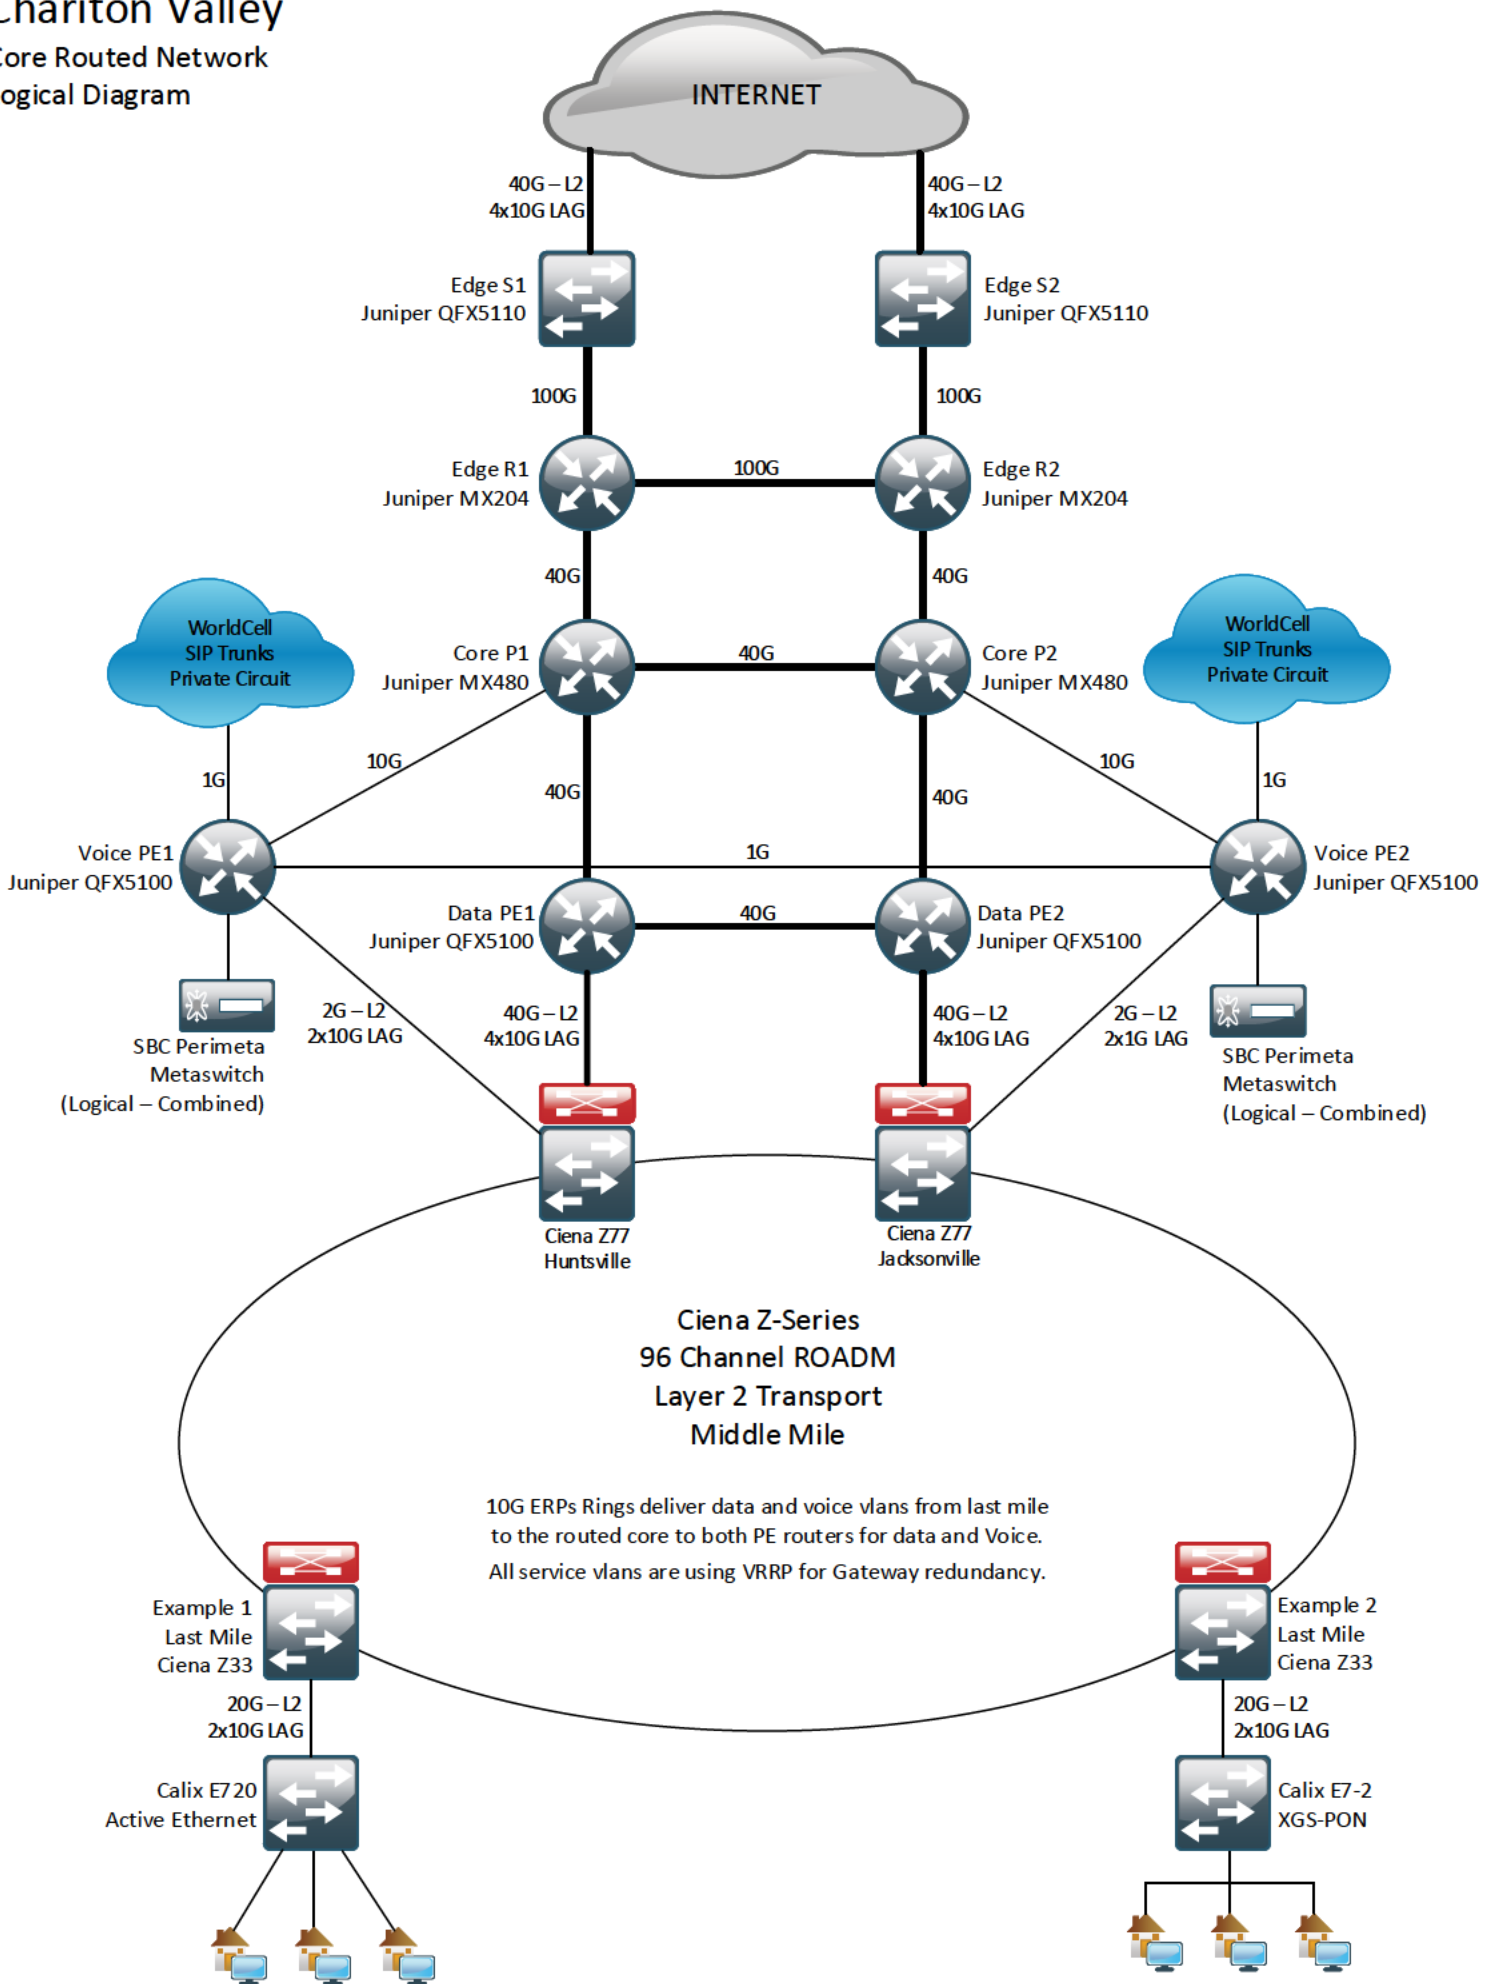 Chariton Valley
Core Routed Network
ogical Diagram
INTERNET
40G – L2
4x10G LAG
40G – L2
4x10G LAG
Edge S1
Juniper QFX5110
Edge S2
Juniper QFX5110
100G
100G
Edge R1
Juniper MX204
100G
Edge R2
Juniper MX204
40G
40G
WorldCell
SIP Trunks
Private Circuit
Core P1
Juniper MX480
40G
Core P2
Juniper MX480
WorldCell
SIP Trunks
Private Circuit
1G
10G
40G
40G
10G
1G
Voice PE1
Juniper QFX5100
1G
Voice PE2
Juniper QFX5100
Data PE1
Juniper QFX5100
40G
Data PE2
Juniper QFX5100
SBC Perimeta
Metaswitch
(Logical – Combined)
2G – L2
2x10G LAG
40G – L2
4x10G LAG
40G – L2
4x10G LAG
2G – L2
2x1G LAG
SBC Perimeta
Metaswitch
(Logical – Combined)
Ciena Z77
Huntsville
Ciena Z77
Jacksonville
Ciena Z-Series
96 Channel ROADM
Layer 2 Transport
Middle Mile
10G ERPs Rings deliver data and voice vlans from last mile
to the routed core to both PE routers for data and Voice.
All service vlans are using VRRP for Gateway redundancy.
Example 1
Last Mile
Ciena Z33
Example 2
Last Mile
Ciena Z33
20G – L2
2x10G LAG
20G – L2
2x10G LAG
Calix E720
Active Ethernet
Calix E7-2
XGS-PON